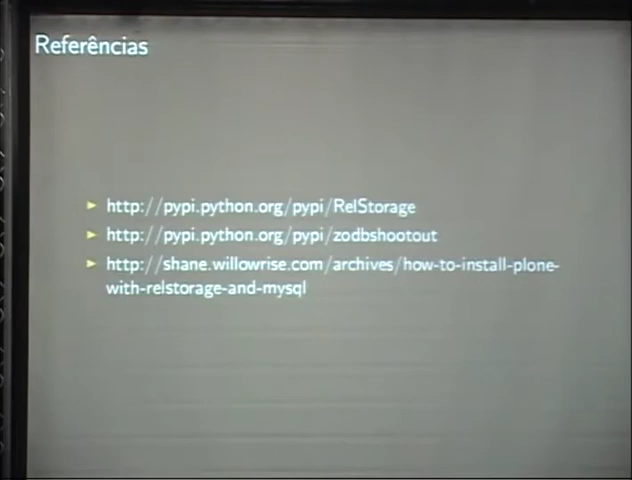 Referências
http://pypi.python.org/pypi/RelStorage
http://pypi.python.org/pypi/zodbshootout
http://shane.willowrise.com/archives/how-to-install-plone-
with-relstorage-and-mysql